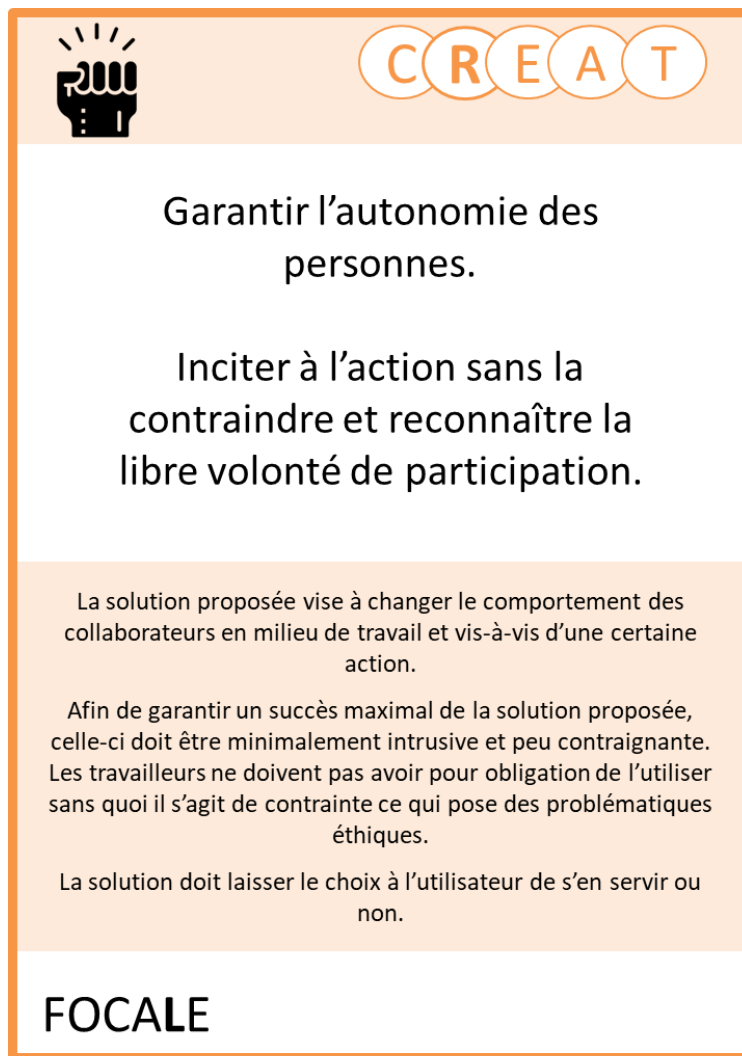 CREAT
Garantir l’autonomie des
personnes.
Inciter à l’action sans la
contraindre et reconnaître la
libre volonté de participation.
La solution proposée vise à changer le comportement des
collaborateurs en milieu de travail et vis-à-vis d’une certaine
action.
Afin de garantir un succès maximal de la solution proposée,
celle-ci doit être minimalement intrusive et peu contraignante.
Les travailleurs ne doivent pas avoir pour obligation de l’utiliser
sans quoi il s’agit de contrainte ce qui pose des problématiques
éthiques.
La solution doit laisser le choix à l’utilisateur de s’en servir ou
non.
FOCALE